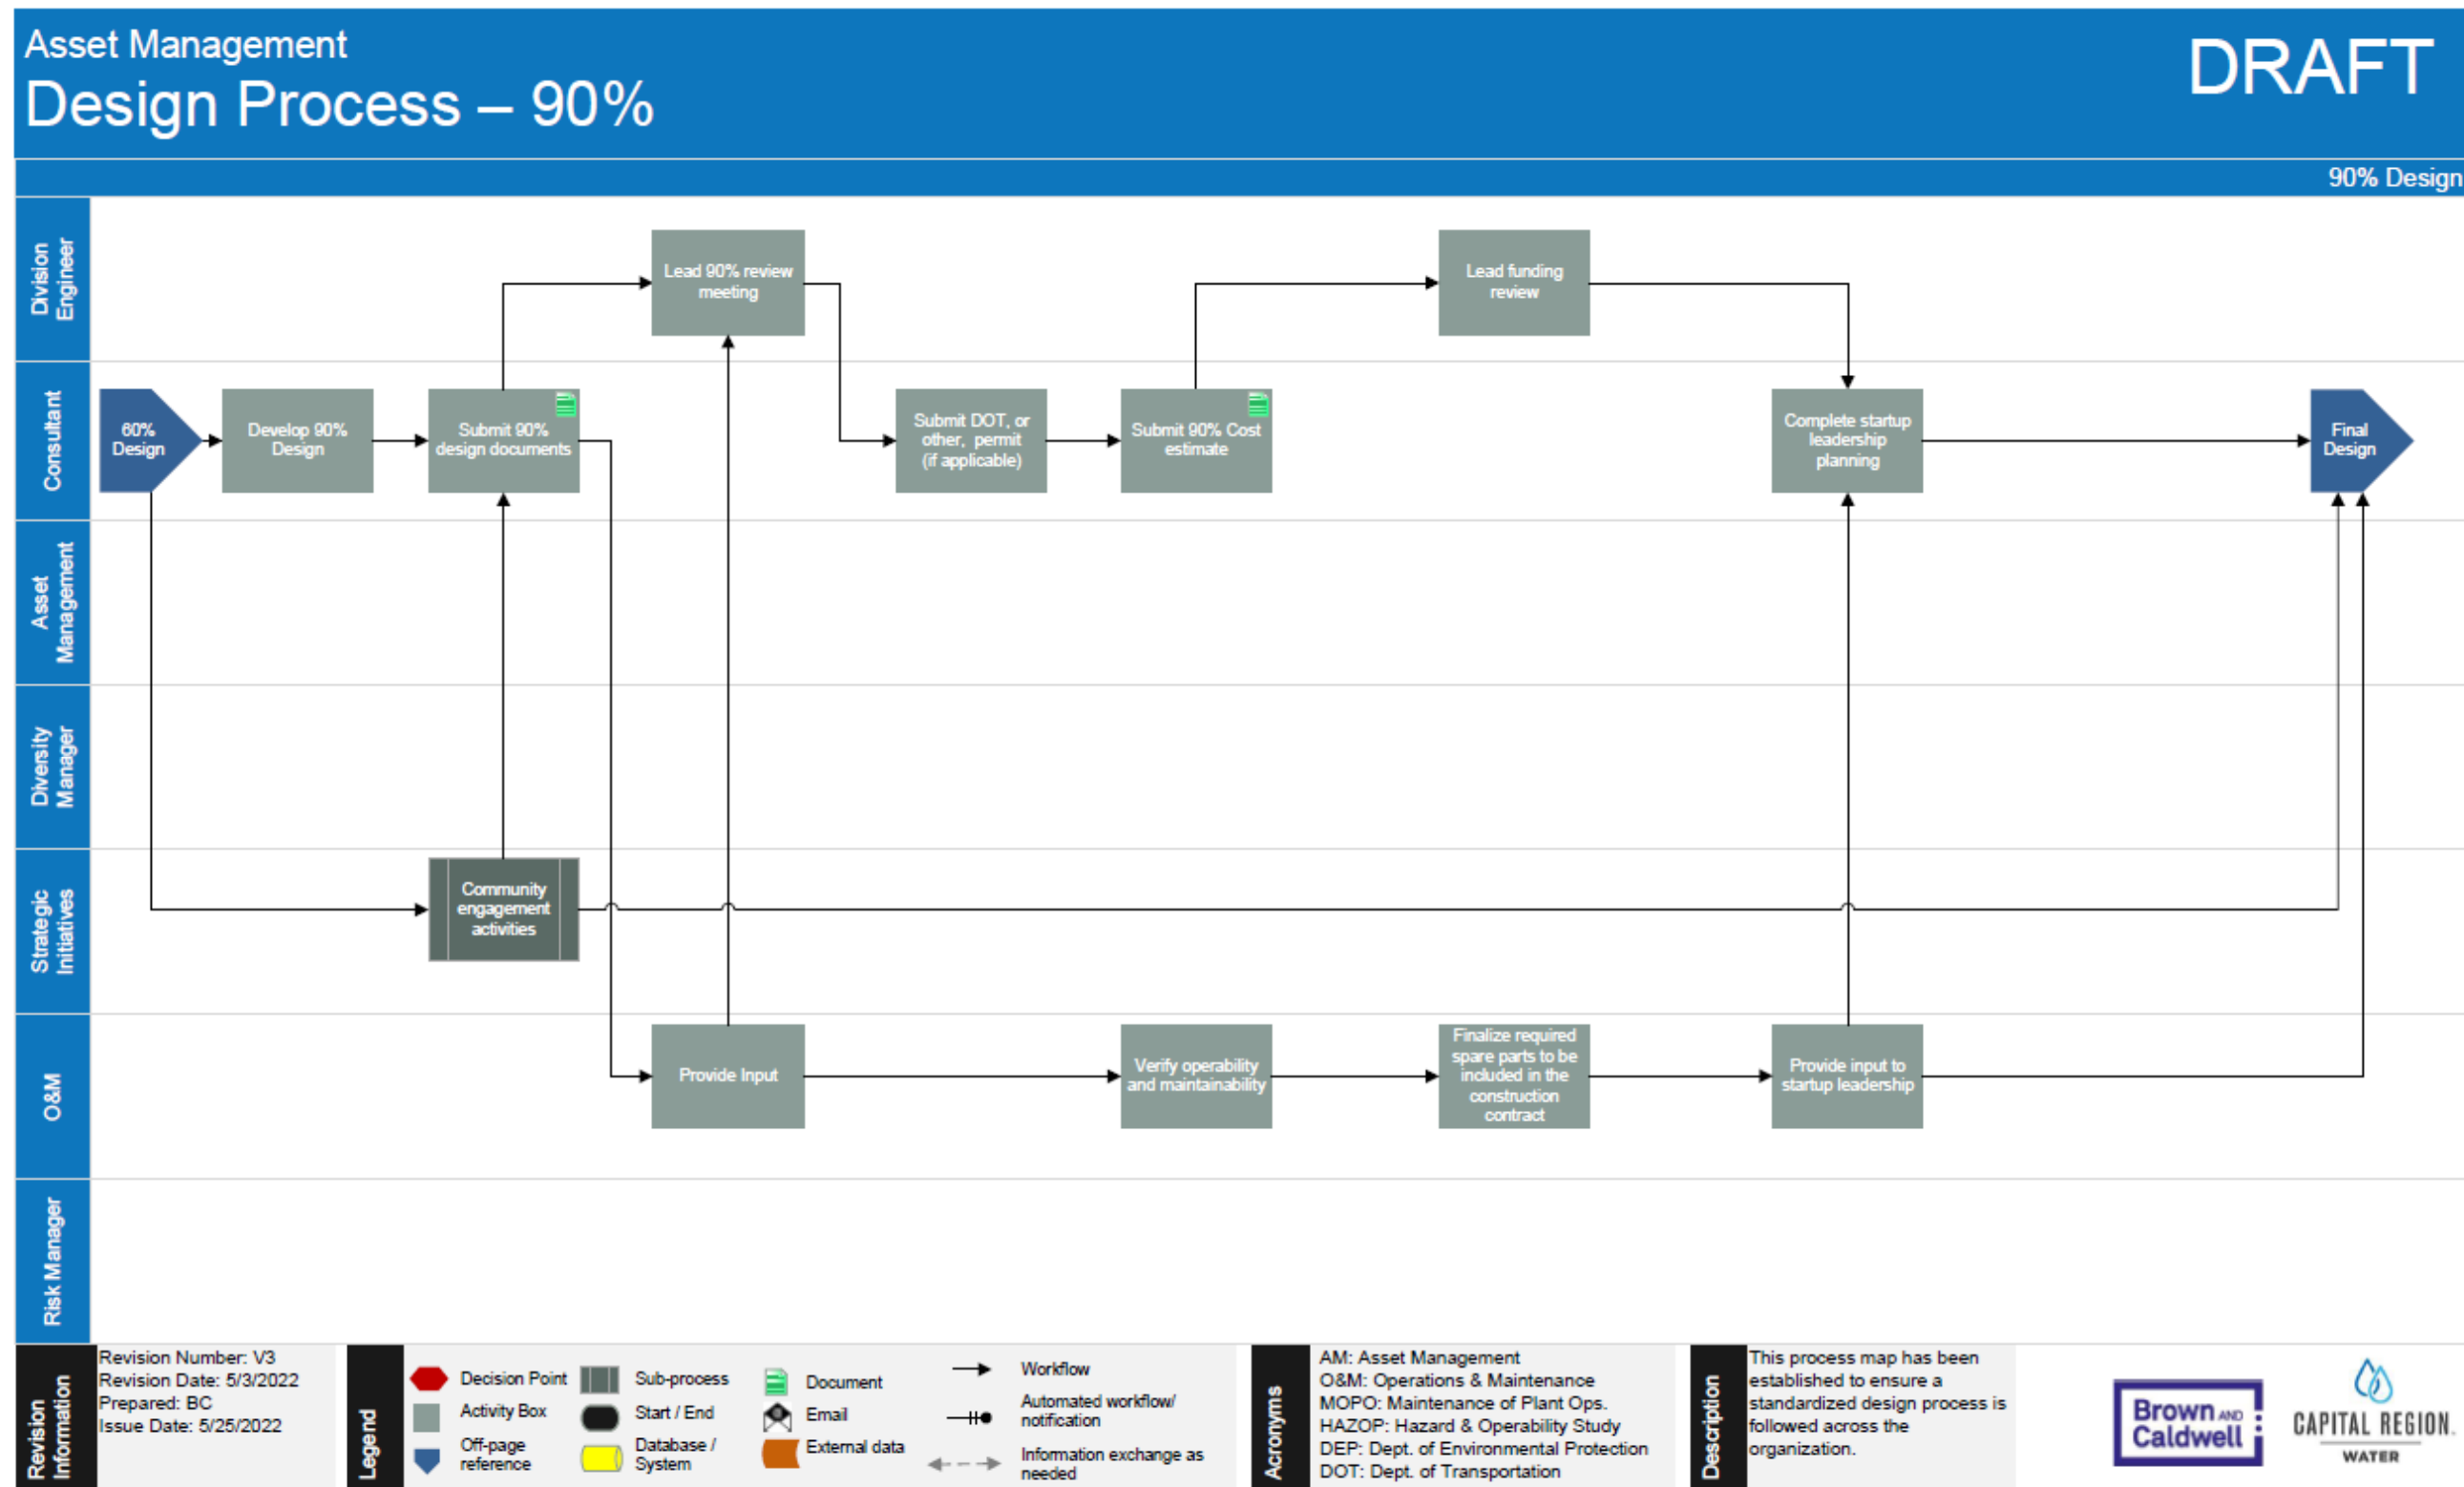 Asset Management
DRAFT
Design Process – 90%
90% Design
Division
Engineer
Lead 90% review
meeting
Lead funding
review
Consultant
60%
Design
Develop 90%
Design
Submit 90%
design documents
Submit DOT, or
other, permit
(if applicable)
Submit 90% Cost
estimate
Complete startup
leadership
planning
Final
Design
Asset
Management
Diversity
Manager
Strategic
Initiatives
Community
engagement
activities
O&M
Provide Input
Verify operability
and maintainability
Finalize required
spare parts to be
included in the
construction
contract
Provide input to
startup leadership
Risk Manager
Revision
Information
Revision Number: V3
Revision Date: 5/3/2022
Prepared: BC
Issue Date: 5/25/2022
Legend
Decision Point
Activity Box
Off-page
reference
Sub-process
Start / End
Database /
System
Document
Email
External data
Workflow
Automated workflow/
notification
Information exchange as
needed
Acronyms
AM: Asset Management
O&M: Operations & Maintenance
MOPO: Maintenance of Plant Ops.
HAZOP: Hazard & Operability Study
DEP: Dept. of Environmental Protection
DOT: Dept. of Transportation
Description
This process map has been
established to ensure a
standardized design process is
followed across the
organization.
Brown AND
Caldwell
CAPITAL REGION
WATER